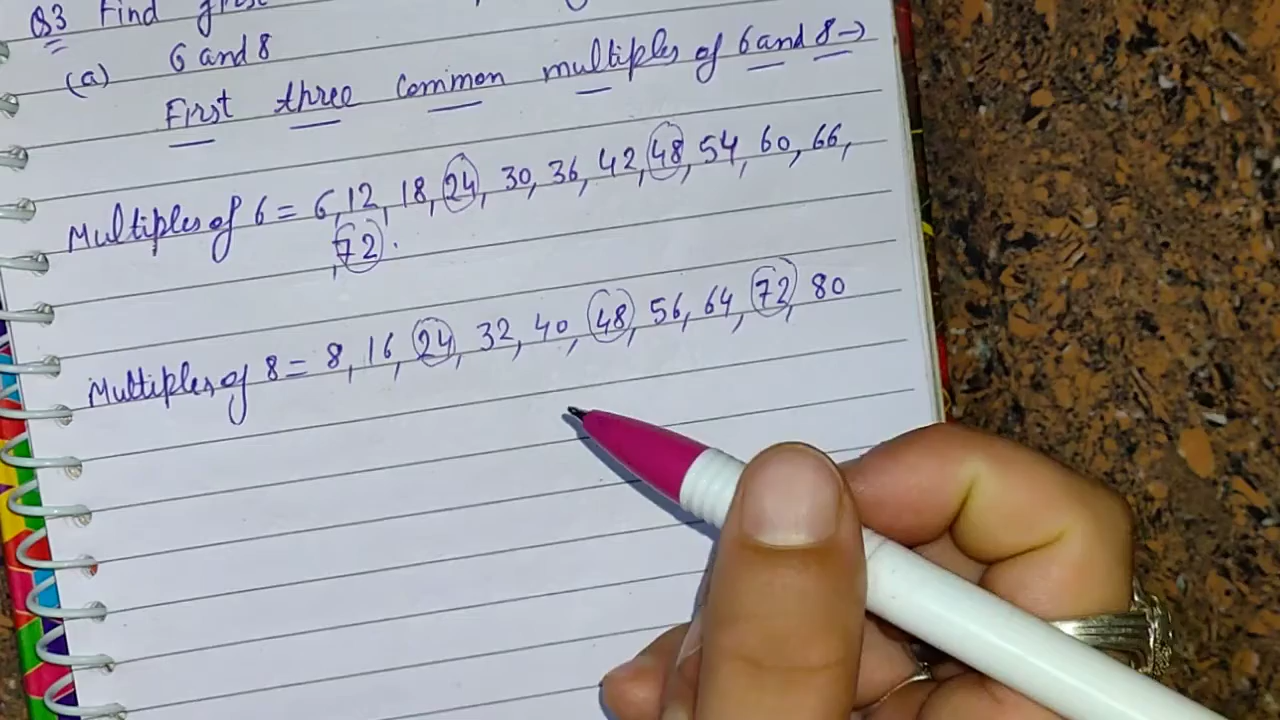 Q3 Find first
(a) 6 and 8
First three common multiples of 6 and 8→
Multiples of 6 = 6, 12, 18, 24, 30, 36, 42, 48, 54, 60, 66,
, 72.
Multiples of 8 = 8, 16, 24, 32, 40, 48, 56, 64, 72, 80